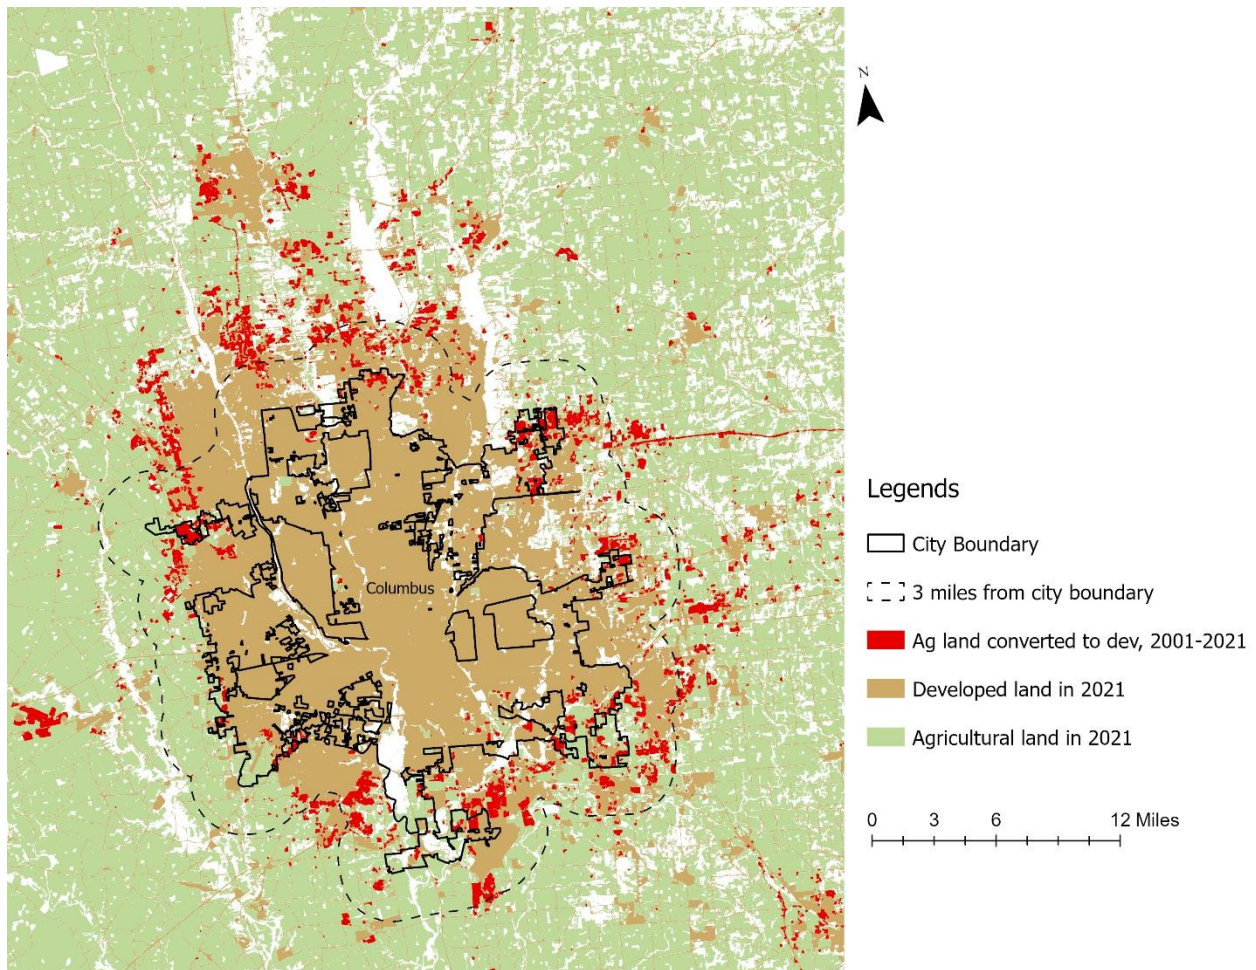 N
Columbus
Legends
City Boundary
3 miles from city boundary
Ag land converted to dev, 2001-2021
Developed land in 2021
Agricultural land in 2021
0 3 6 12 Miles